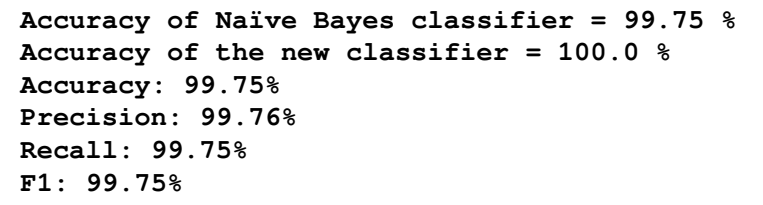 Accuracy of Naïve Bayes classifier = 99.75 %
Accuracy of the new classifier = 100.0 %
Accuracy: 99.75%
Precision: 99.76%
Recall: 99.75%
F1: 99.75%